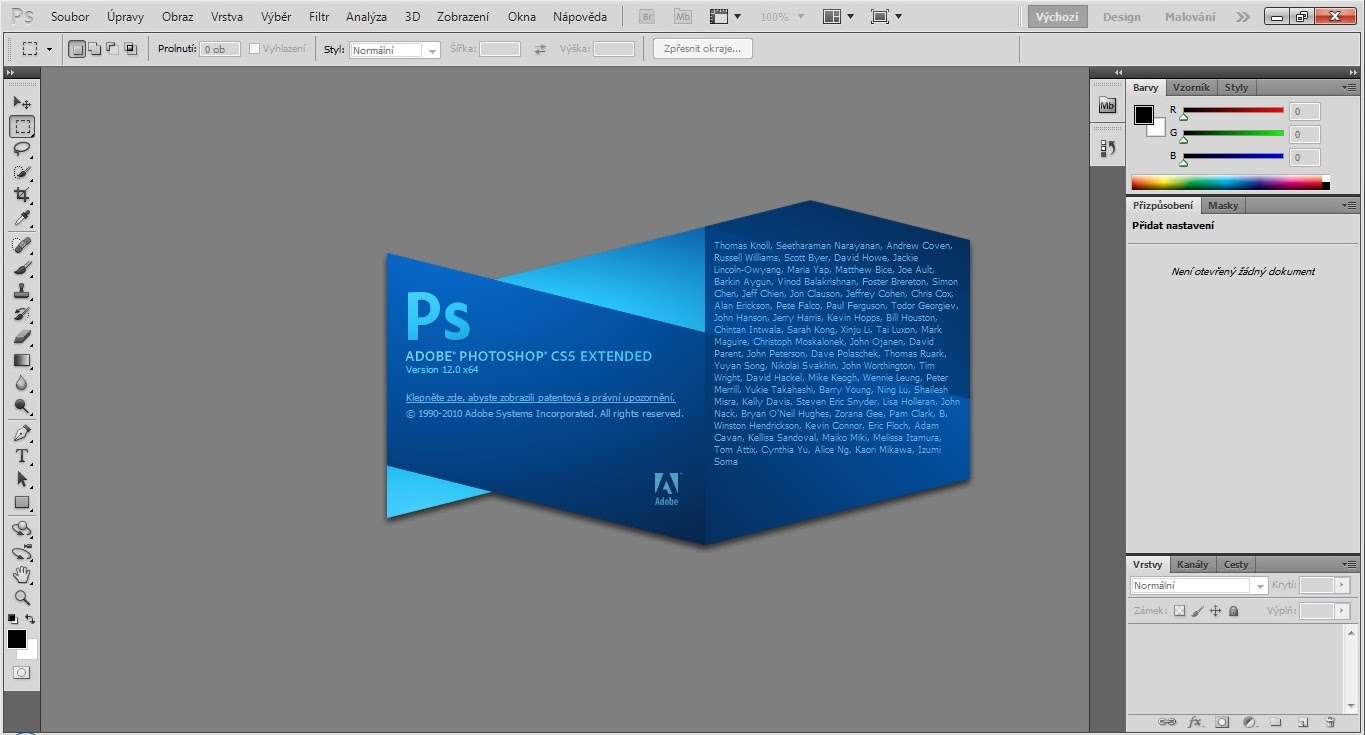 Ps Soubor Úpravy Obraz Vrstva Výběr Filtr Analýza 3D Zobrazení Okna Nápověda Br Mb 100% Výchozí Design Malování
Prolnutí: 0 ob Vyhlazení Styl: Normální Šířka: Výška: Zpřesnit okraje...
Barvy Vzorník Styly
Mb
R 0
G 0
B 0
Přizpůsobení Masky
Přidat nastavení
Není otevřený žádný dokument
Ps
ADOBE® PHOTOSHOP® CS5 EXTENDED
Version 12.0 x64
Klepněte zde, abyste zobrazili patentová a právní upozornění.
© 1990-2010 Adobe Systems Incorporated. All rights reserved.
Adobe
Thomas Knoll, Seetharaman Narayanan, Andrew Coven,
Russell Williams, Scott Byer, David Howe, Jackie
Lincoln-Owyang, Maria Yap, Matthew Bice, Joe Ault,
Barkin Aygun, Vinod Balakrishnan, Foster Brereton, Simon
Chen, Jeff Chien, Jon Clauson, Jeffrey Cohen, Chris Cox,
Alan Erickson, Pete Falco, Paul Ferguson, Todor Georgiev,
John Hanson, Jerry Harris, Kevin Hopps, Bill Houston,
Chintan Intwala, Sarah Kong, Xinju Li, Tai Luxon, Mark
Maguire, Christoph Moskalonek, John Ojanen, David
Parent, John Peterson, Dave Polaschek, Thomas Ruark,
Yuyan Song, Nikolai Svakhin, John Worthington, Tim
Wright, David Hackel, Mike Keogh, Wennie Leung, Peter
Merrill, Yukie Takahashi, Barry Young, Ning Lu, Shailesh
Misra, Kelly Davis, Steven Eric Snyder, Lisa Holleran, John
Nack, Bryan O'Neil Hughes, Zorana Gee, Pam Clark, B.
Winston Hendrickson, Kevin Connor, Eric Floch, Adam
Cavan, Kellisa Sandoval, Maiko Miki, Melissa Itamura,
Tom Attix, Cynthia Yu, Alice Ng, Kaori Mikawa, Izumi
Soma
Vrstvy Kanály Cesty
Normální Krytí:
Zámek: Výplň:
fx
T